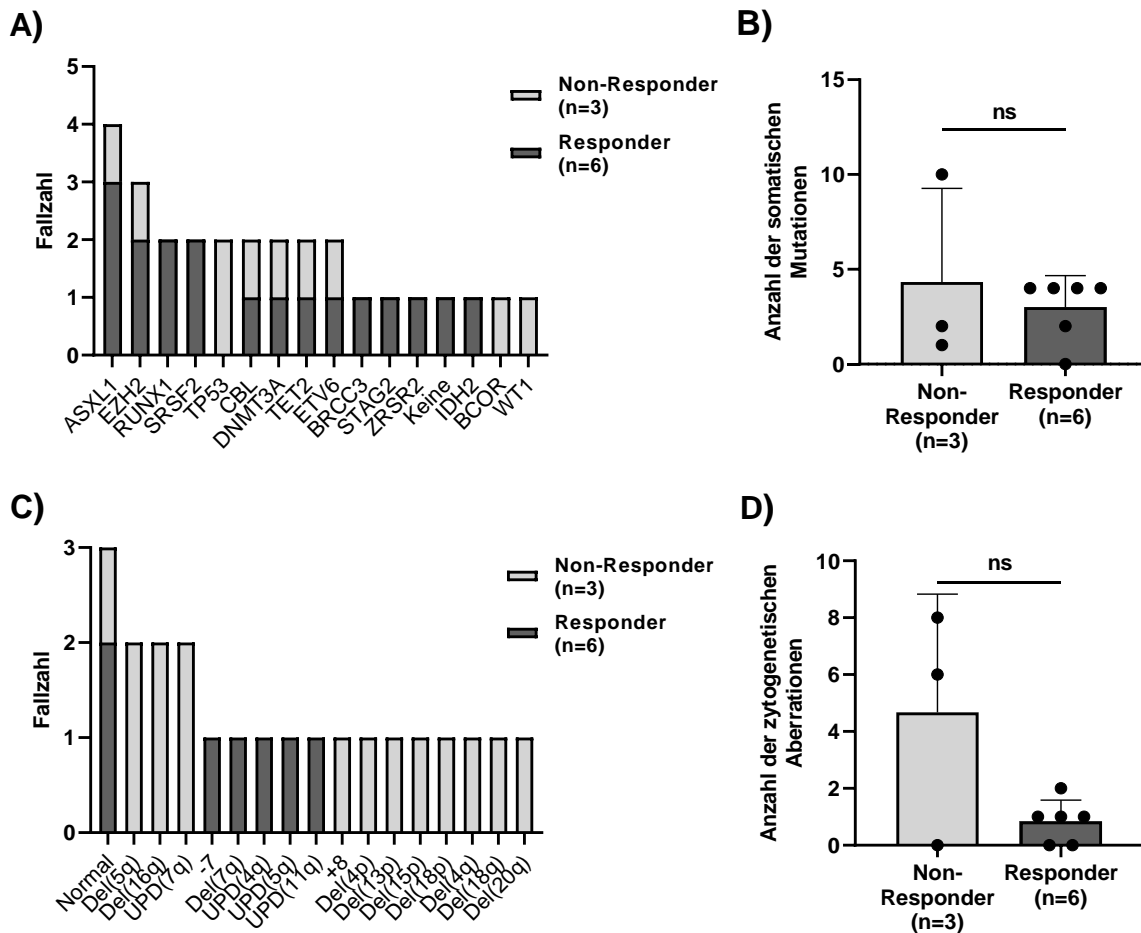 A)
5
4
3
2
1
0
Fallzahl
ASXL1
EZH2
RUNX1
SRSF2
TP53
CBL
DNMT3A
TET2
ETV6
BRCC3
STAG2
ZRSR2
Keine
IDH2
BCOR
WT1
Non-Responder
(n=3)
Responder
(n=6)
B)
15
10
5
0
Anzahl der somatischen
Mutationen
ns
Non-
Responder
(n=3)
Responder
(n=6)
C)
3
2
1
0
Fallzahl
Normal
Del(5q)
Del(16q)
UPD(7q)
-7
Del(7q)
UPD(4q)
UPD(5q)
UPD(11q)
+8
Del(4p)
Del(13p)
Del(15p)
Del(18p)
Del(4q)
Del(18q)
Del(20q)
Non-Responder
(n=3)
Responder
(n=6)
D)
10
8
6
4
2
0
Anzahl der zytogenetischen
Aberrationen
ns
Non-
Responder
(n=3)
Responder
(n=6)